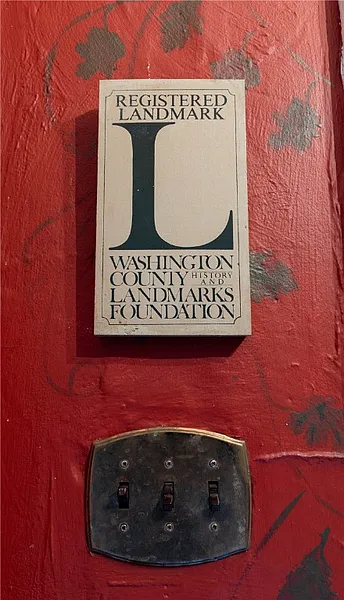 REGISTERED
LANDMARK
L
WASHINGTON
COUNTY HISTORY AND
LANDMARKS
FOUNDATION